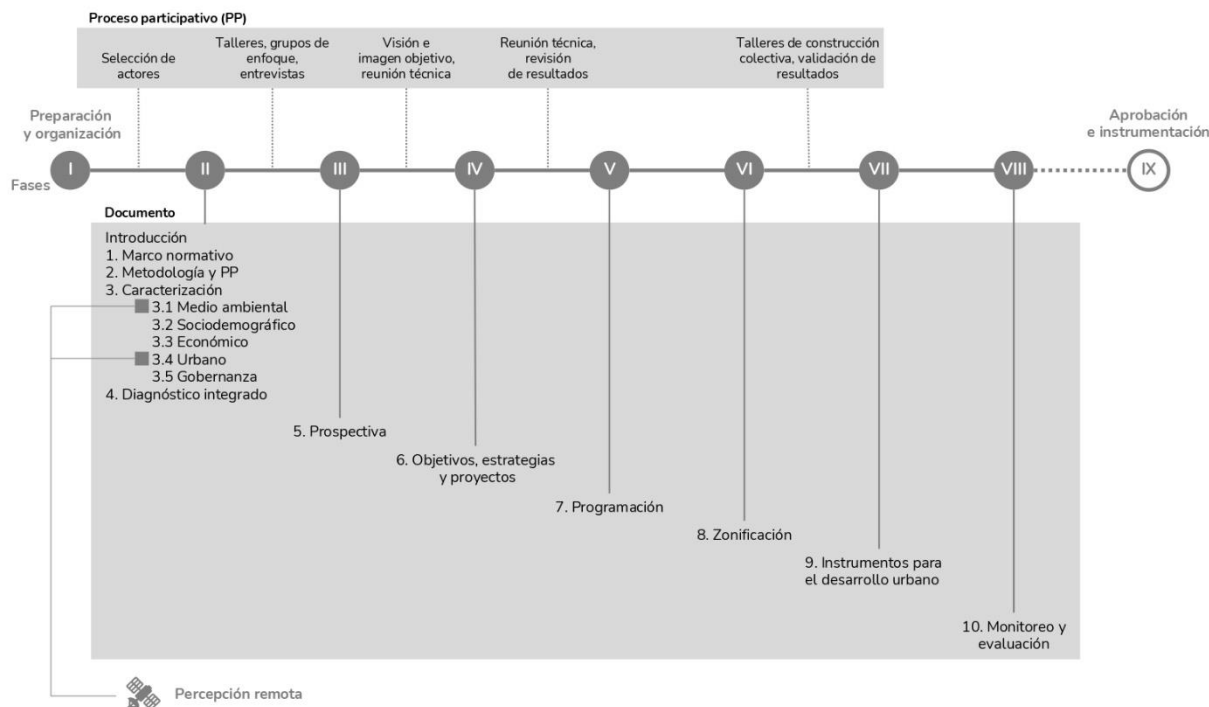 Proceso participativo (PP)
Selección de
actores
Talleres, grupos de
enfoque,
entrevistas
Visión e
imagen objetivo,
reunión técnica
Reunión técnica,
revisión
de resultados
Talleres de construcción
colectiva, validación de
resultados
Preparación
y organización
Aprobación
e instrumentación
Fases
I
II
III
IV
V
VI
VII
VIII
IX
Documento
Introducción
1. Marco normativo
2. Metodología y PP
3. Caracterización
3.1 Medio ambiental
3.2 Sociodemográfico
3.3 Económico
3.4 Urbano
3.5 Gobernanza
4. Diagnóstico integrado
5. Prospectiva
6. Objetivos, estrategias
y proyectos
7. Programación
8. Zonificación
9. Instrumentos para
el desarrollo urbano
10. Monitoreo y
evaluación
Percepción remota